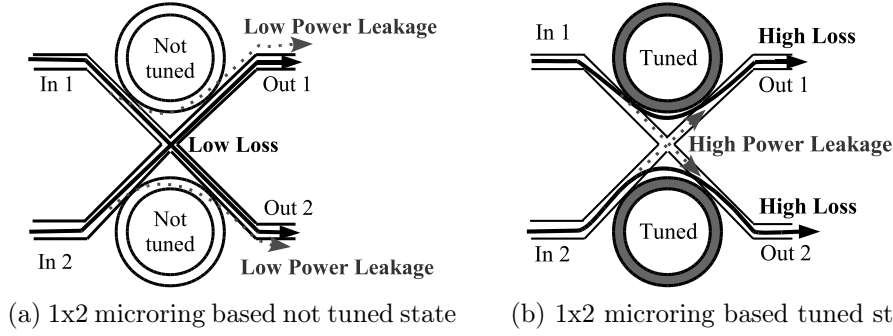 Low Power Leakage
Not
tuned
In 1
Out 1
Low Loss
In 2
Not
tuned
Out 2
Low Power Leakage
(a) 1x2 microring based not tuned state
In 1
Tuned
High Loss
Out 1
High Power Leakage
In 2
Tuned
High Loss
Out 2
(b) 1x2 microring based tuned st